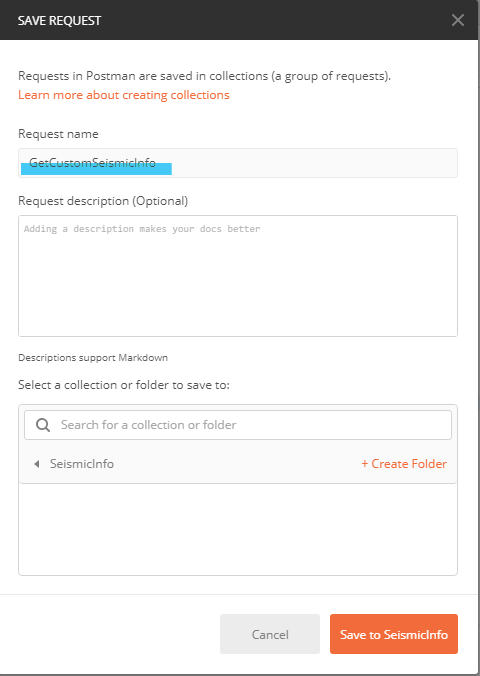 SAVE REQUEST
Requests in Postman are saved in collections (a group of requests).
Learn more about creating collections
Request name
GetCustomSeismicInfo
Request description (Optional)
Adding a description makes your docs better
Descriptions support Markdown
Select a collection or folder to save to:
Search for a collection or folder
SeismicInfo + Create Folder
Cancel Save to SeismicInfo